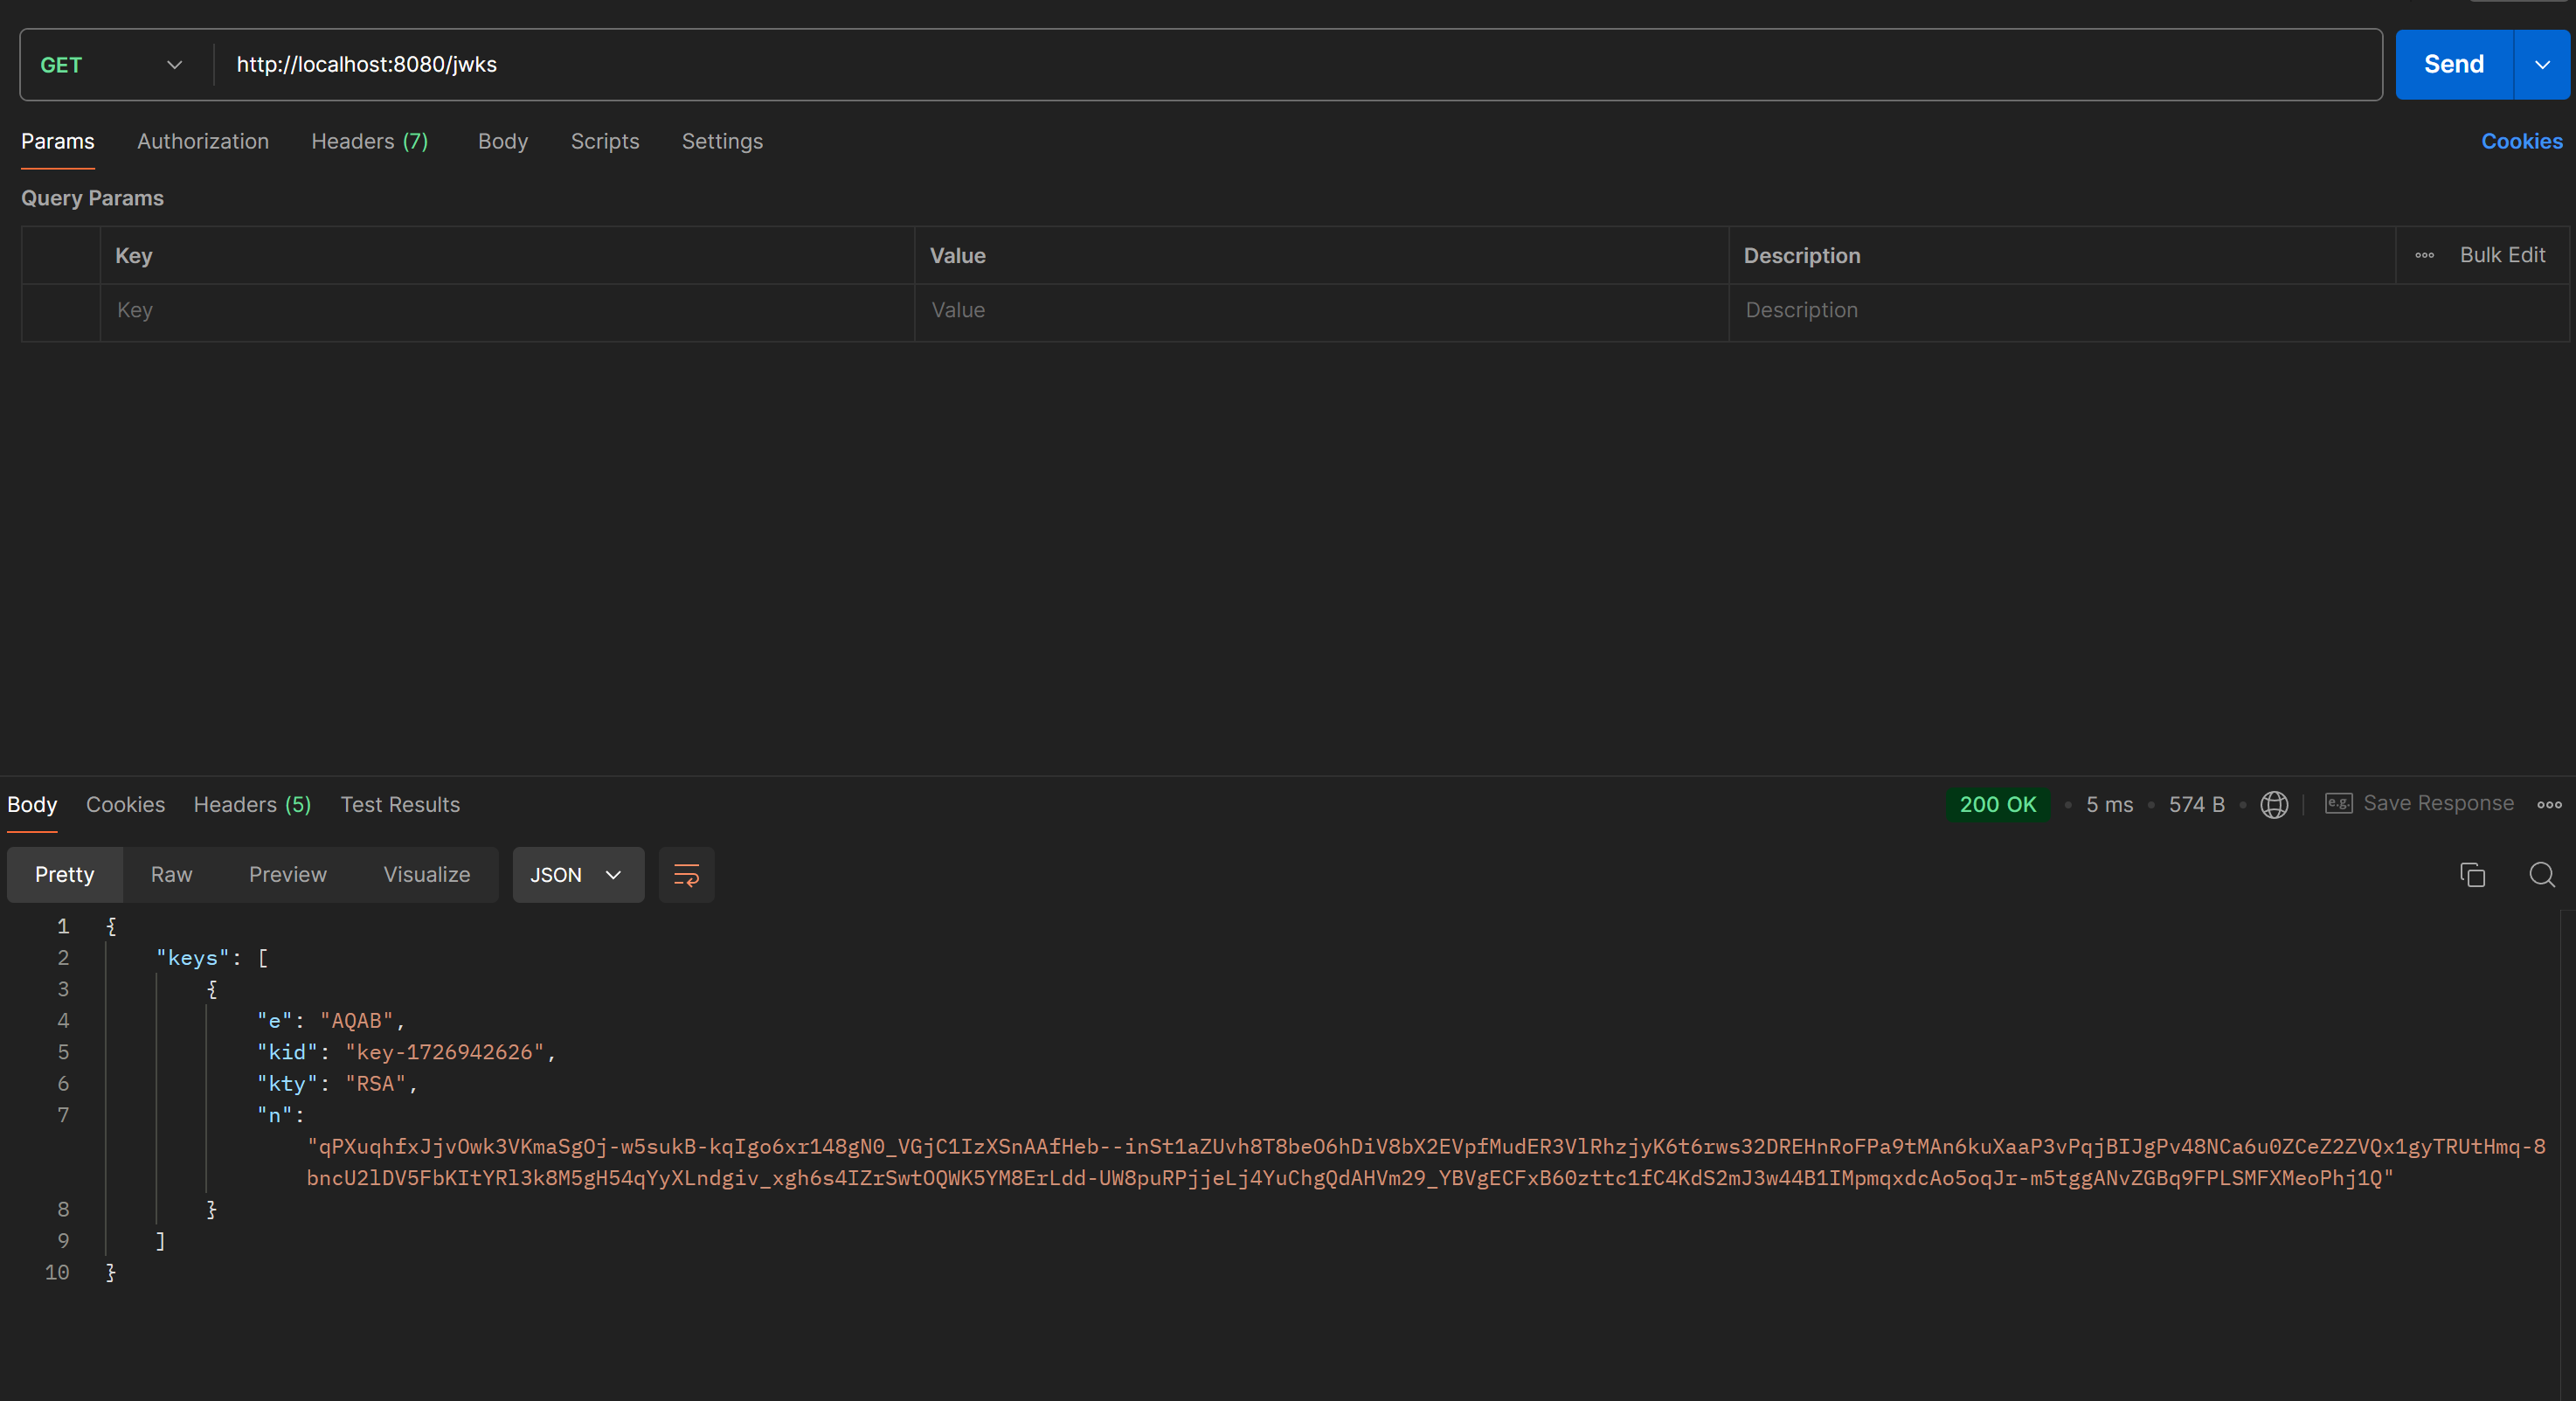 GET http://localhost:8080/jwks Send
Params Authorization Headers (7) Body Scripts Settings Cookies
Query Params
Key Value Description Bulk Edit
Key Value Description
Body Cookies Headers (5) Test Results 200 OK 5 ms 574 B e.g. Save Response
Pretty Raw Preview Visualize JSON
1 {
2 "keys": [
3 {
4 "e": "AQAB",
5 "kid": "key-1726942626",
6 "kty": "RSA",
7 "n":
"qPXuqhfxJjvOwk3VKmaSgOj-w5sukB-kqIgo6xr148gN0_VGjC1IzXSnAAfHeb--inSt1aZUvh8T8beO6hDiV8bX2EVpfMudER3VlRhzjyK6t6rws32DREHnRoFPa9tMAn6kuXaaP3vPqjBIJgPv48NCa6u0ZCeZ2ZVQx1gyTRUtHmq-8
bncU2lDV5FbKItYRl3k8M5gH54qYyXLndgiv_xgh6s4IZrSwtOQWK5YM8ErLdd-UW8puRPjjeLj4YuChgQdAHVm29_YBVgECFxB60zttc1fC4KdS2mJ3w44B1IMpmqxdcAo5oqJr-m5tggANvZGBq9FPLSMFXMeoPhj1Q"
8 }
9 ]
10 }